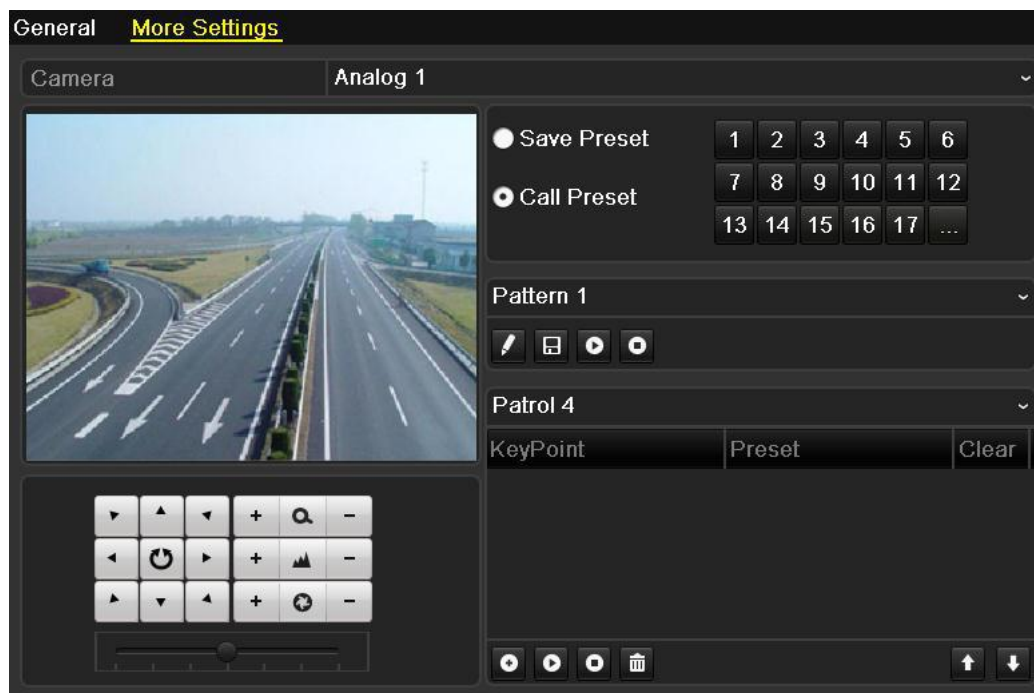 General More Settings
Camera Analog 1
Save Preset
Call Preset
1 2 3 4 5 6
7 8 9 10 11 12
13 14 15 16 17 ...
Pattern 1
Patrol 4
KeyPoint Preset Clear